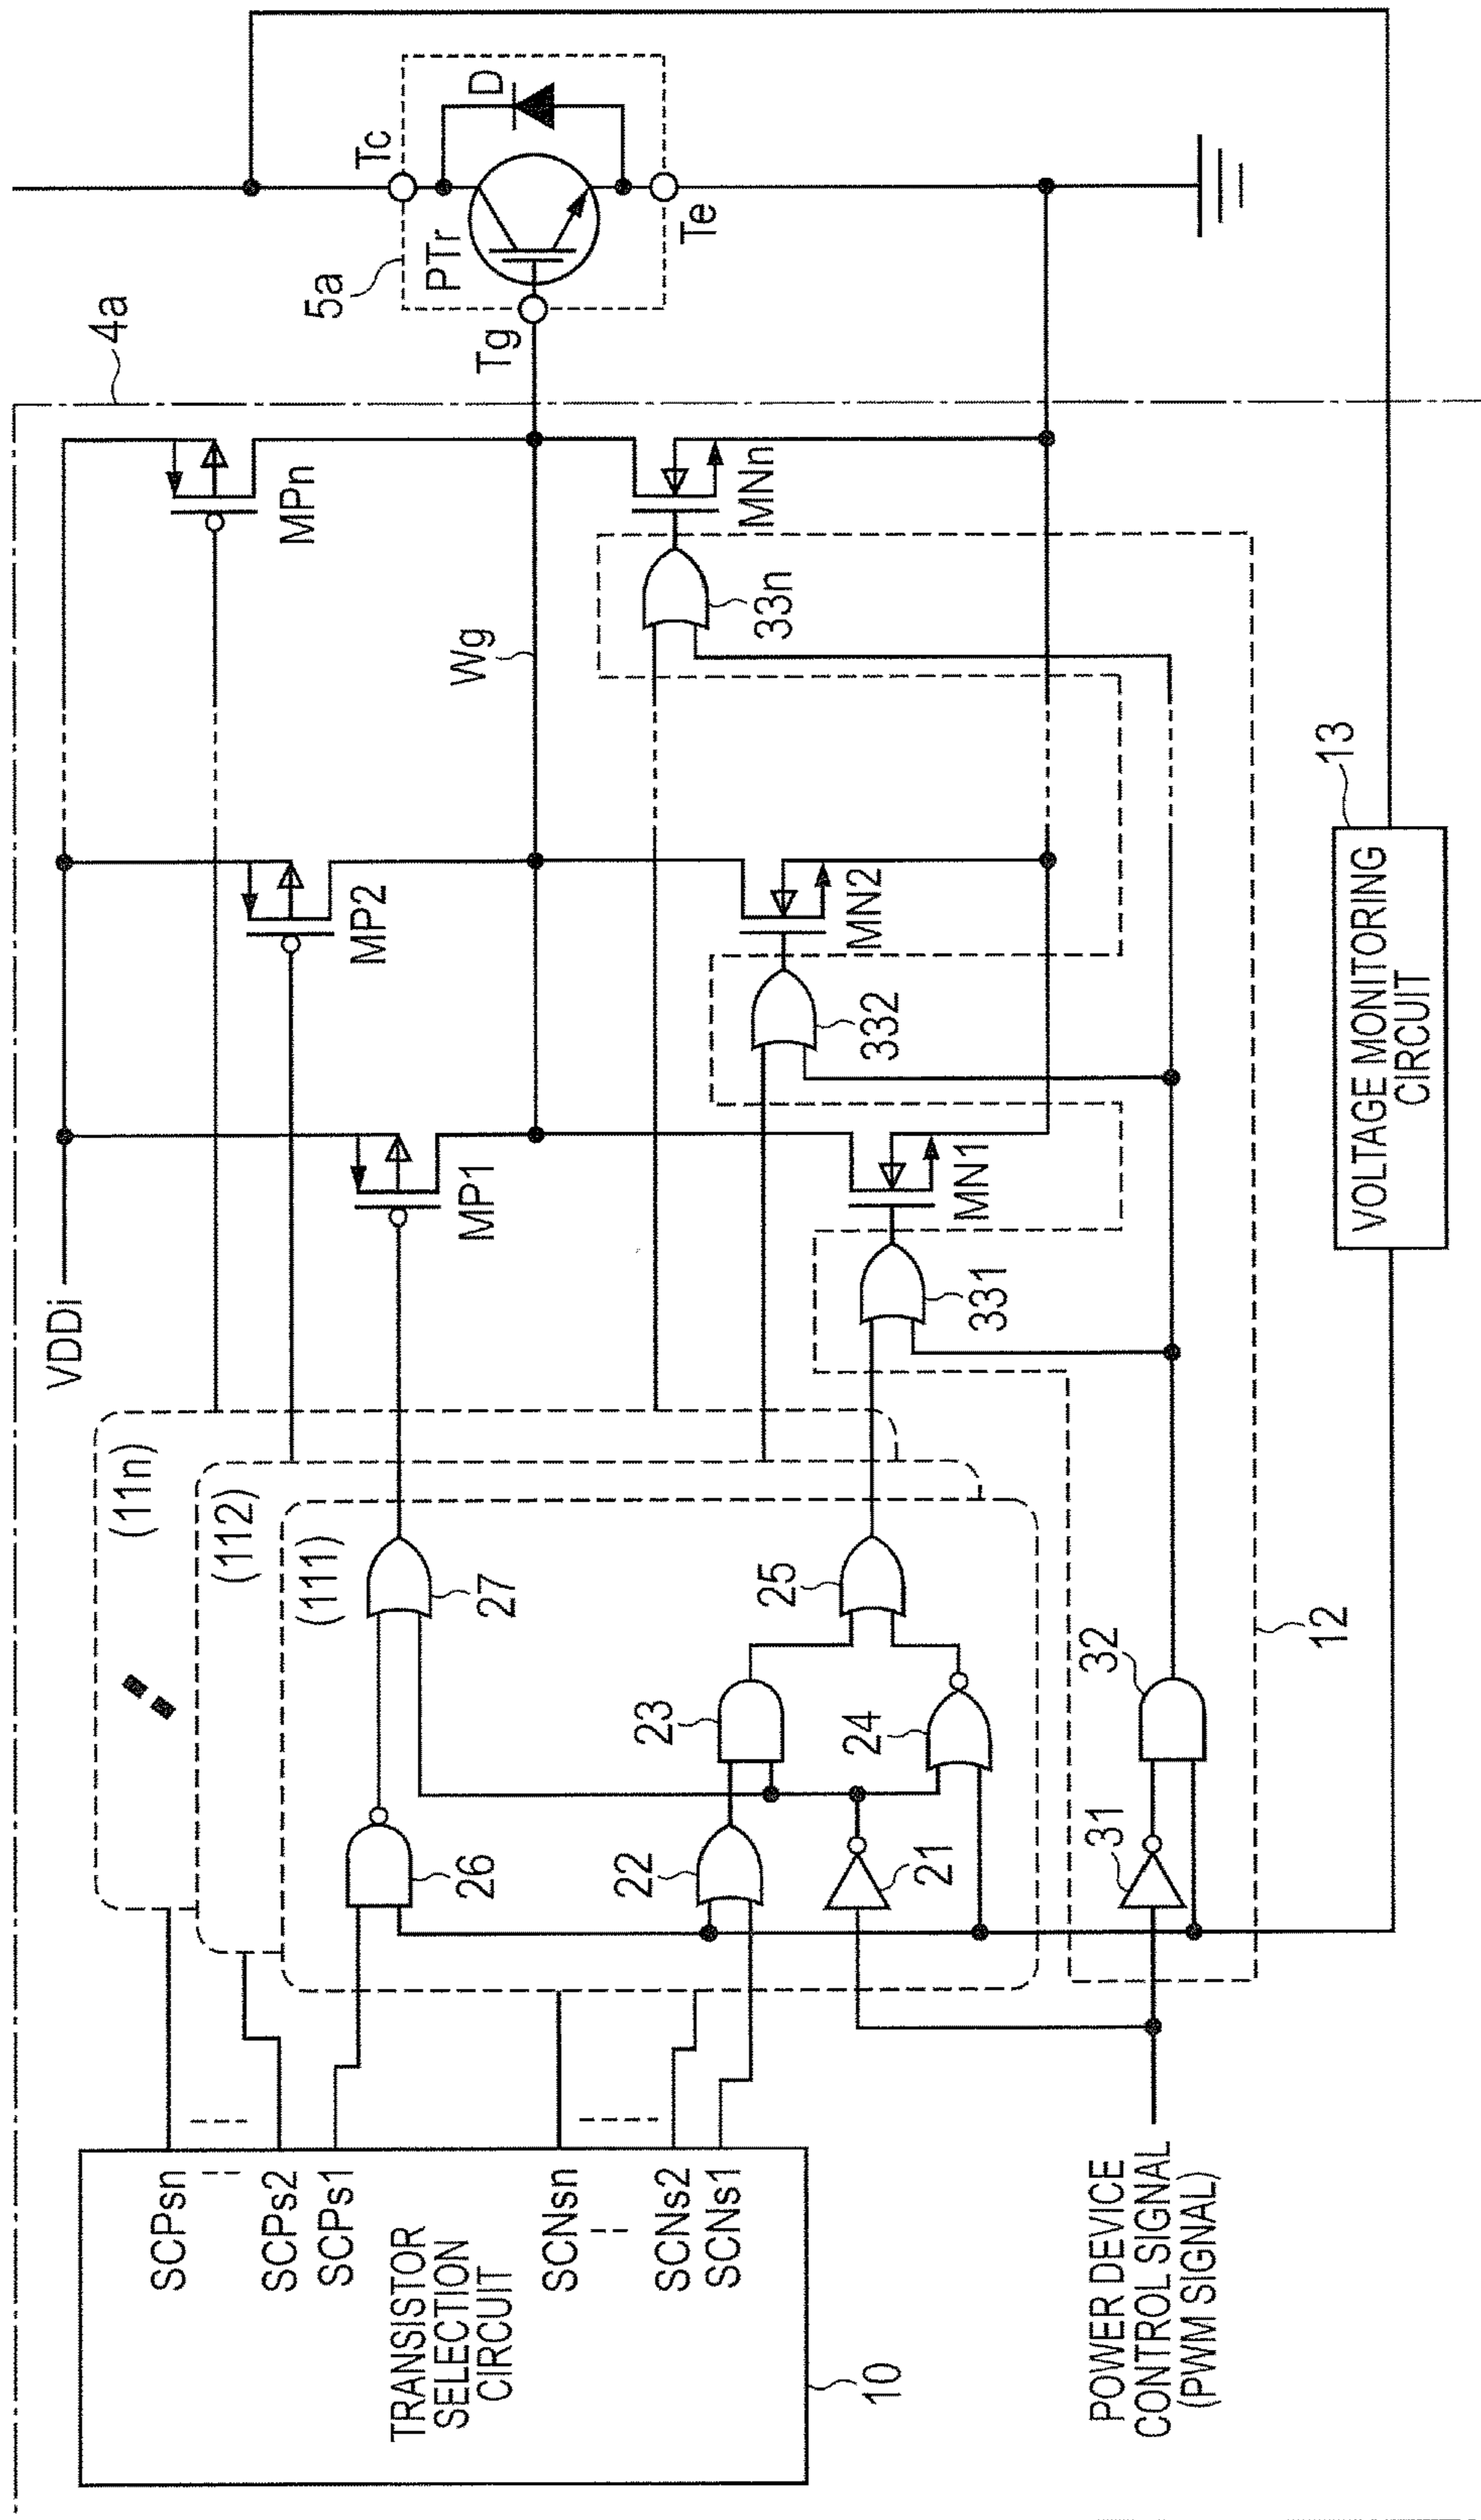 4a
5a
Tc
D
PTr
Tg
Te
VDDi
MPn
MP2
MP1
Wg
MNn
MN2
MN1
33n
332
331
(11n)
(112)
(111)
27
26
25
23
24
22
21
32
31
12
13
VOLTAGE MONITORING
CIRCUIT
SCPsn
SCPs2
SCPs1
SCNsn
SCNs2
SCNs1
TRANSISTOR
SELECTION
CIRCUIT
10
POWER DEVICE
CONTROL SIGNAL
(PWM SIGNAL)